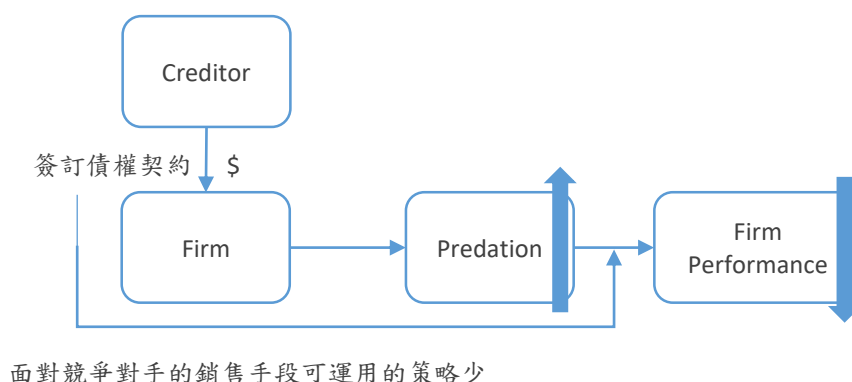 Creditor
簽訂債權契約 $
Firm
Predation
Firm
Performance
面對競爭對手的銷售手段可運用的策略少